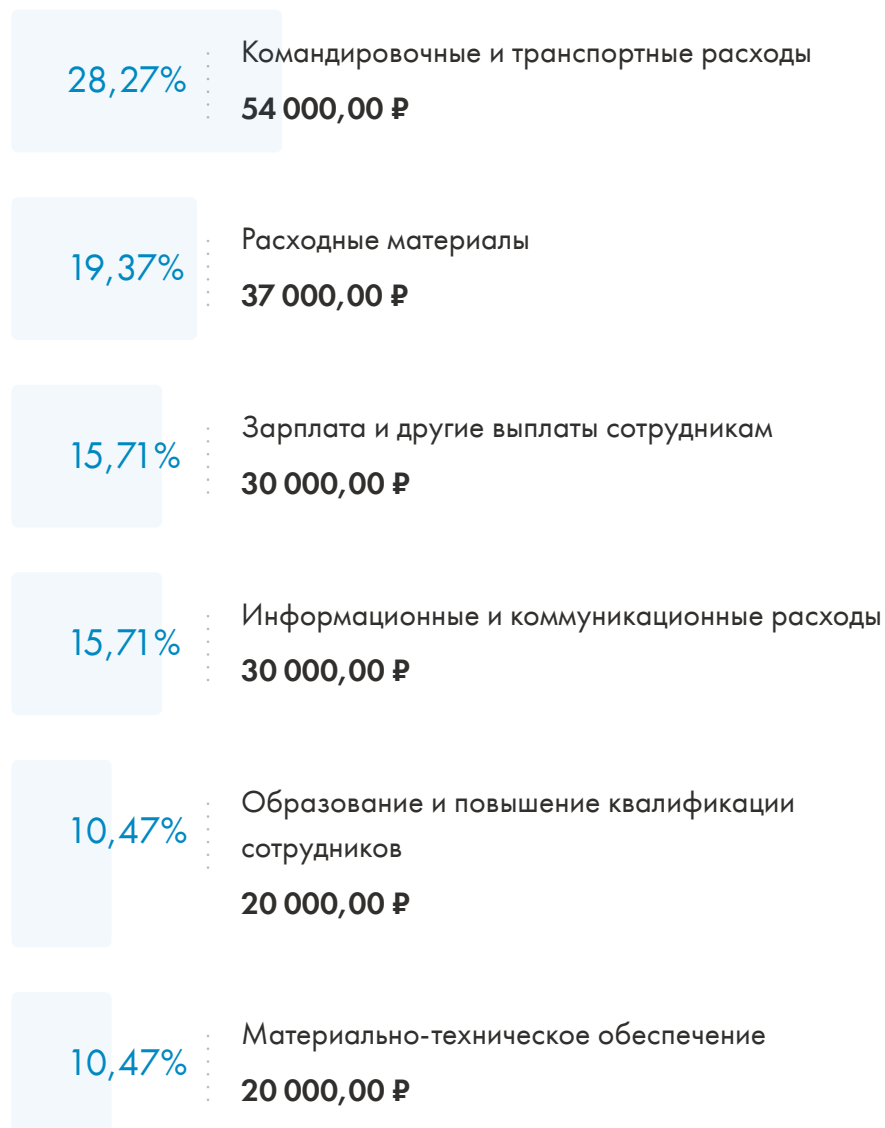 28,27%
Командировочные и транспортные расходы
54 000,00 ₽
19,37%
Расходные материалы
37 000,00 ₽
15,71%
Зарплата и другие выплаты сотрудникам
30 000,00 ₽
15,71%
Информационные и коммуникационные расходы
30 000,00 ₽
10,47%
Образование и повышение квалификации
сотрудников
20 000,00 ₽
10,47%
Материально-техническое обеспечение
20 000,00 ₽